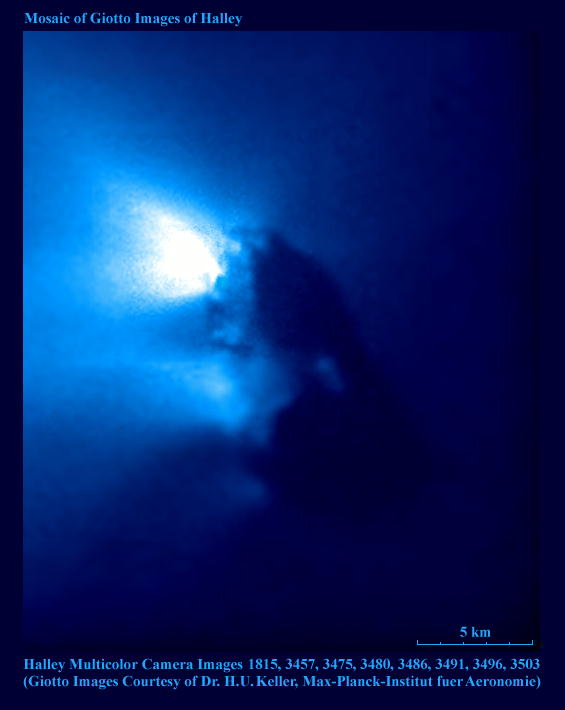 Mosaic of Giotto Images of Halley
5 km
Halley Multicolor Camera Images 1815, 3457, 3475, 3480, 3486, 3491, 3496, 3503
(Giotto Images Courtesy of Dr. H.U. Keller, Max-Planck-Institut fuer Aeronomie)